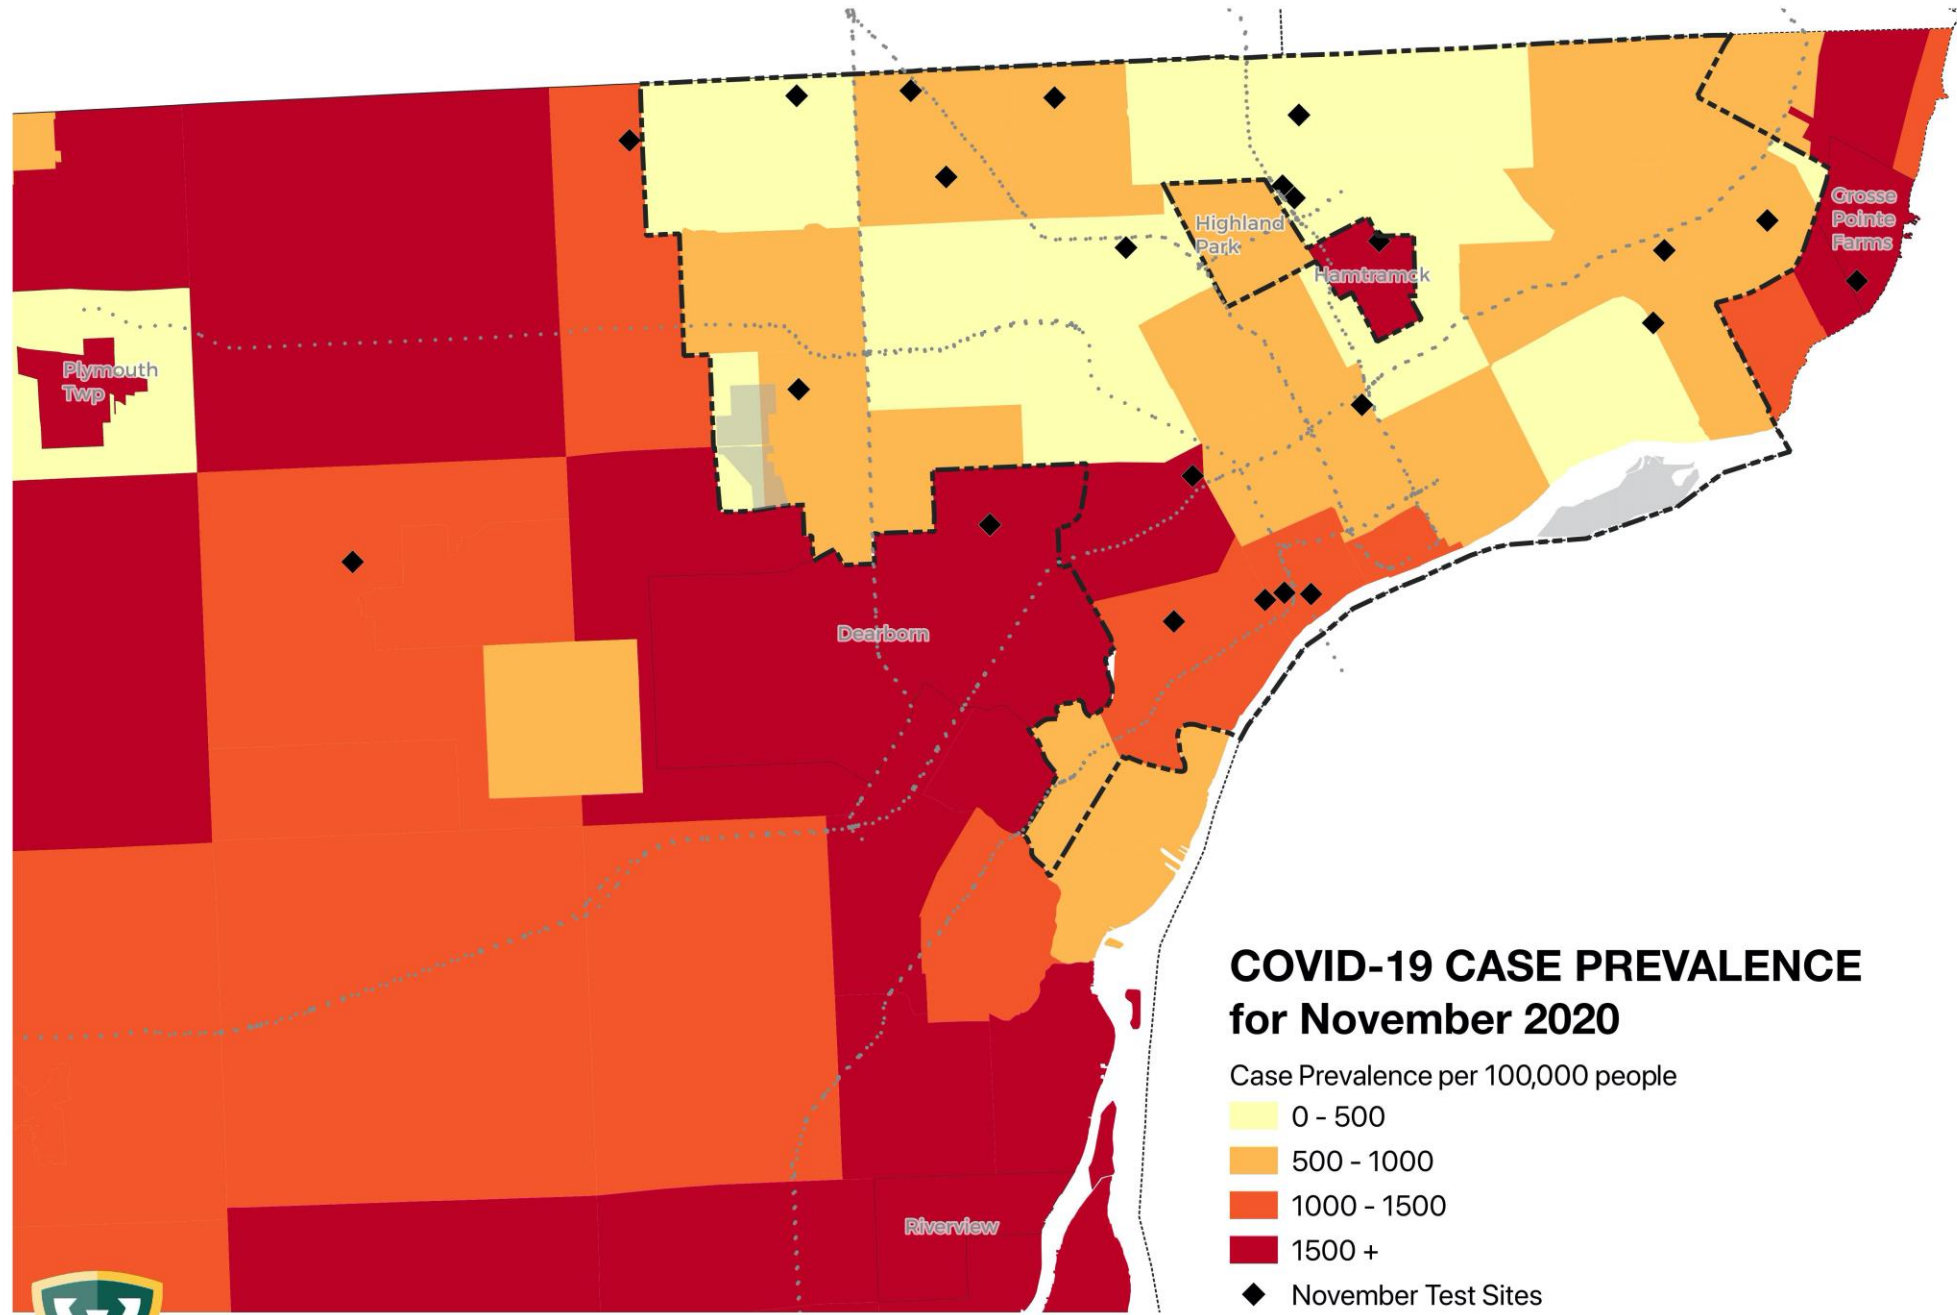 Highland
Park
Grosse
Pointe
Farms
Hamtramck
Plymouth
Twp
Dearborn
Riverview
COVID-19 CASE PREVALENCE
for November 2020
Case Prevalence per 100,000 people
0 - 500
500 - 1000
1000 - 1500
1500 +
November Test Sites